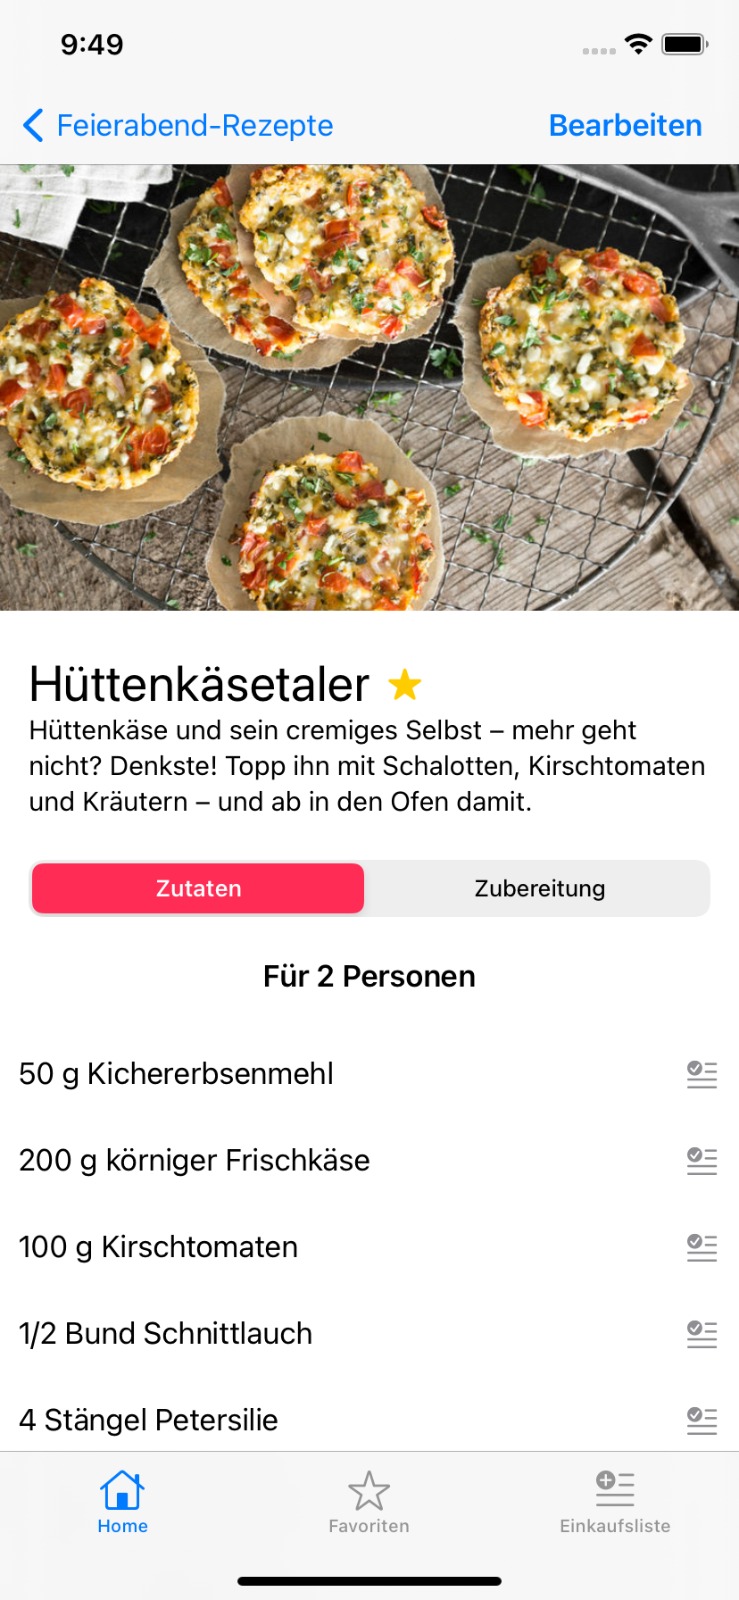 9:49
Feierabend-Rezepte
Bearbeiten
Hüttenkäsetaler
Hüttenkäse und sein cremiges Selbst – mehr geht
nicht? Denkste! Topp ihn mit Schalotten, Kirschtomaten
und Kräutern – und ab in den Ofen damit.
Zutaten
Zubereitung
Für 2 Personen
50 g Kichererbsenmehl
200 g körniger Frischkäse
100 g Kirschtomaten
1/2 Bund Schnittlauch
4 Stängel Petersilie
Home
Favoriten
Einkaufsliste